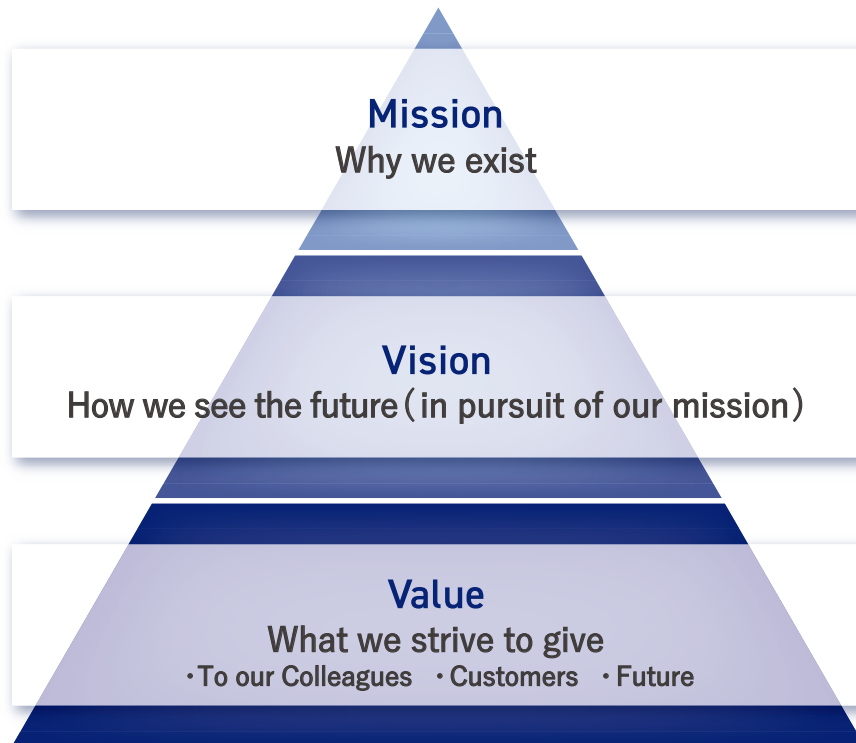 Mission
Why we exist
Vision
How we see the future (in pursuit of our mission)
Value
What we strive to give
・To our Colleagues ・Customers ・Future